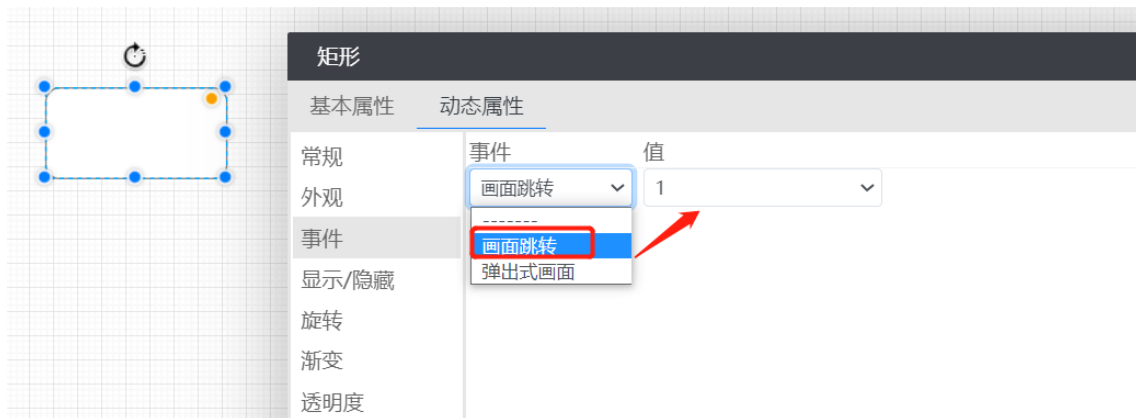 矩形
基本属性 动态属性
常规
外观
事件
显示/隐藏
旋转
渐变
透明度
事件 值
画面跳转 1
-------
画面跳转
弹出式画面